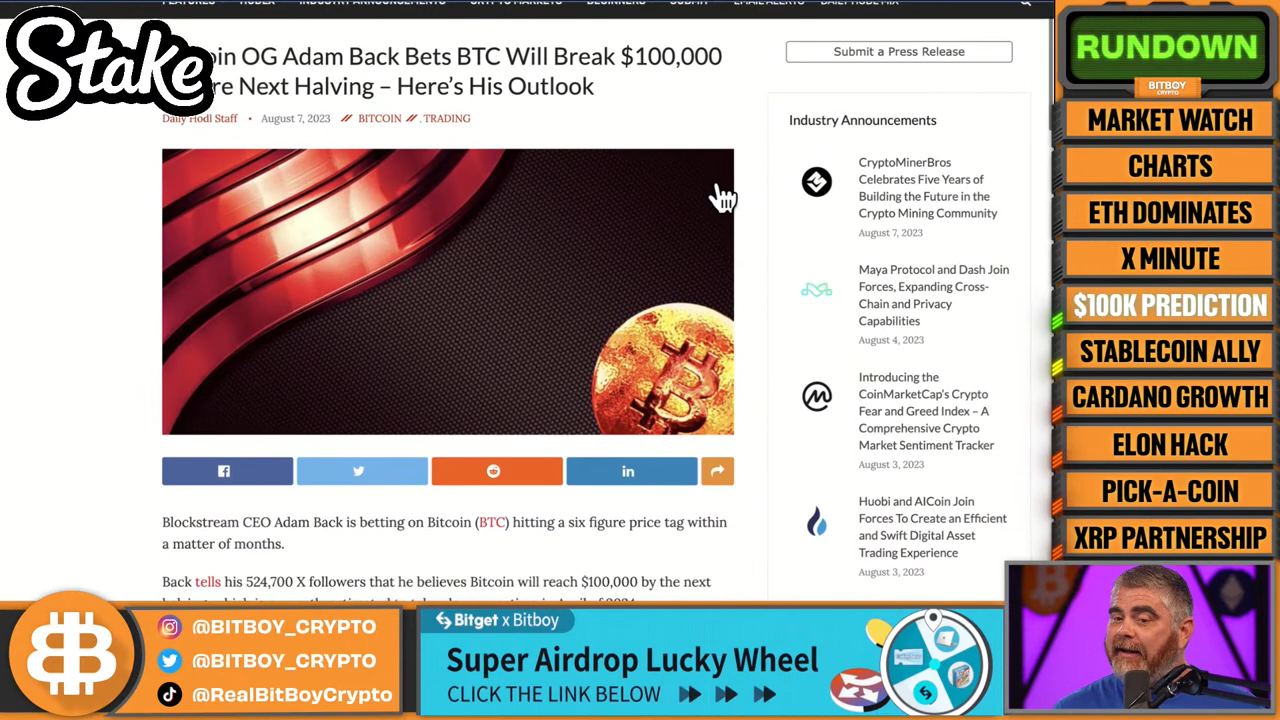 Stake
OG Adam Back Bets BTC Will Break $100,000
Next Halving – Here's His Outlook
Daily Hodl Staff • August 7, 2023 // BITCOIN //, TRADING
Blockstream CEO Adam Back is betting on Bitcoin (BTC) hitting a six figure price tag within
a matter of months.
Back tells his 524,700 X followers that he believes Bitcoin will reach $100,000 by the next
Submit a Press Release
Industry Announcements
CryptoMinerBros
Celebrates Five Years of
Building the Future in the
Crypto Mining Community
August 7, 2023
Maya Protocol and Dash Join
Forces, Expanding Cross-
Chain and Privacy
Capabilities
August 4, 2023
Introducing the
CoinMarketCap's Crypto
Fear and Greed Index – A
Comprehensive Crypto
Market Sentiment Tracker
August 3, 2023
Huobi and AICoin Join
Forces To Create an Efficient
and Swift Digital Asset
Trading Experience
August 3, 2023
RUNDOWN
BITBOY
CRYPTO
MARKET WATCH
CHARTS
ETH DOMINATES
X MINUTE
$100K PREDICTION
STABLECOIN ALLY
CARDANO GROWTH
ELON HACK
PICK-A-COIN
XRP PARTNERSHIP
@BITBOY_CRYPTO
@BITBOY_CRYPTO
@RealBitBoyCrypto
Bitget x Bitboy
Super Airdrop Lucky Wheel
CLICK THE LINK BELOW